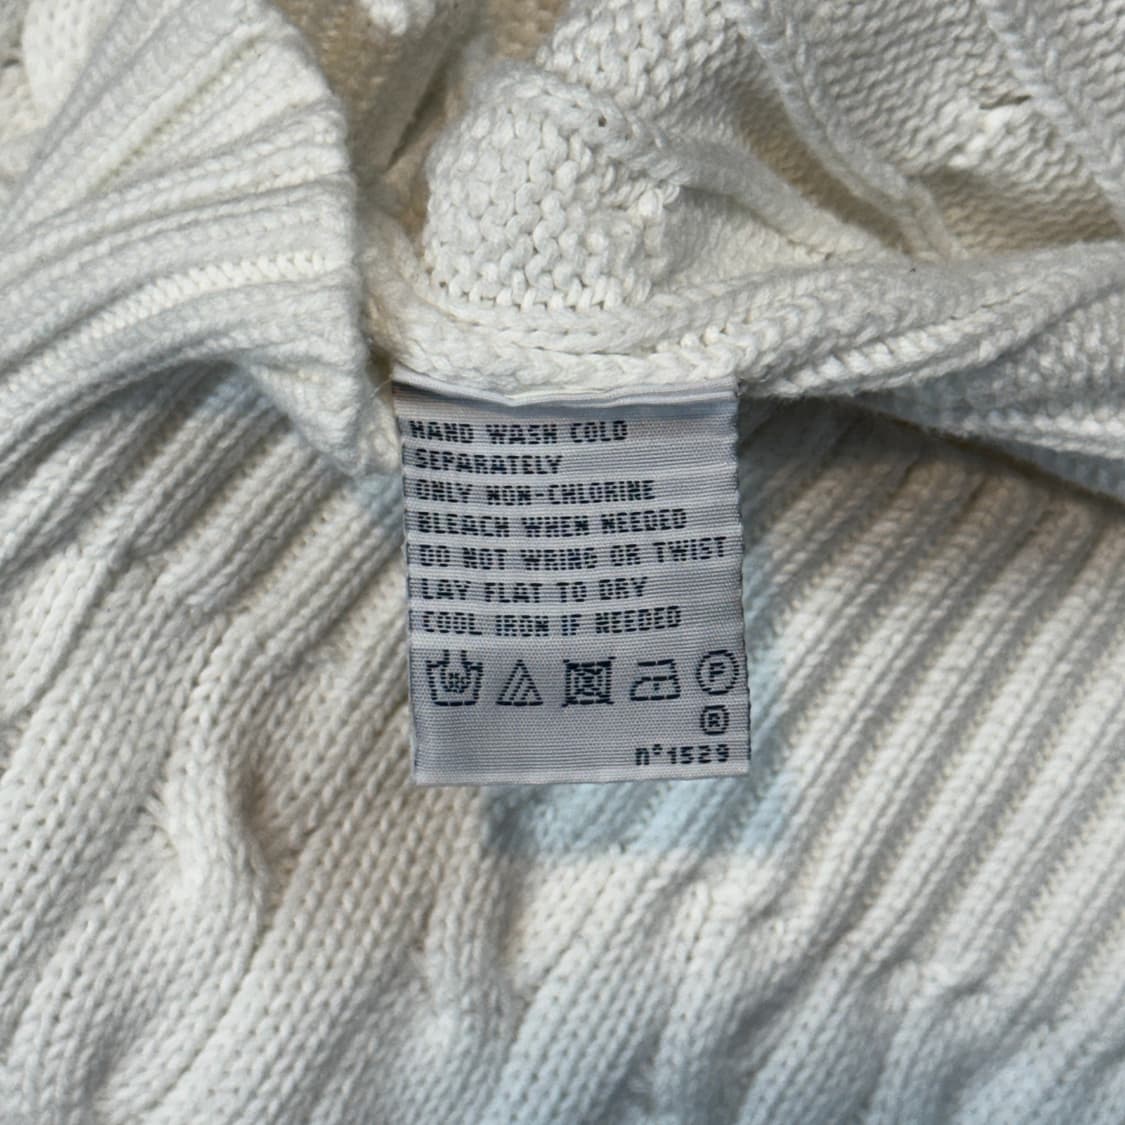 HAND WASH COLD
SEPARATELY
ONLY NON-CHLORINE
BLEACH WHEN NEEDED
DO NOT WRING OR TWIST
LAY FLAT TO DRY
COOL IRON IF NEEDED
P
®
n°1529